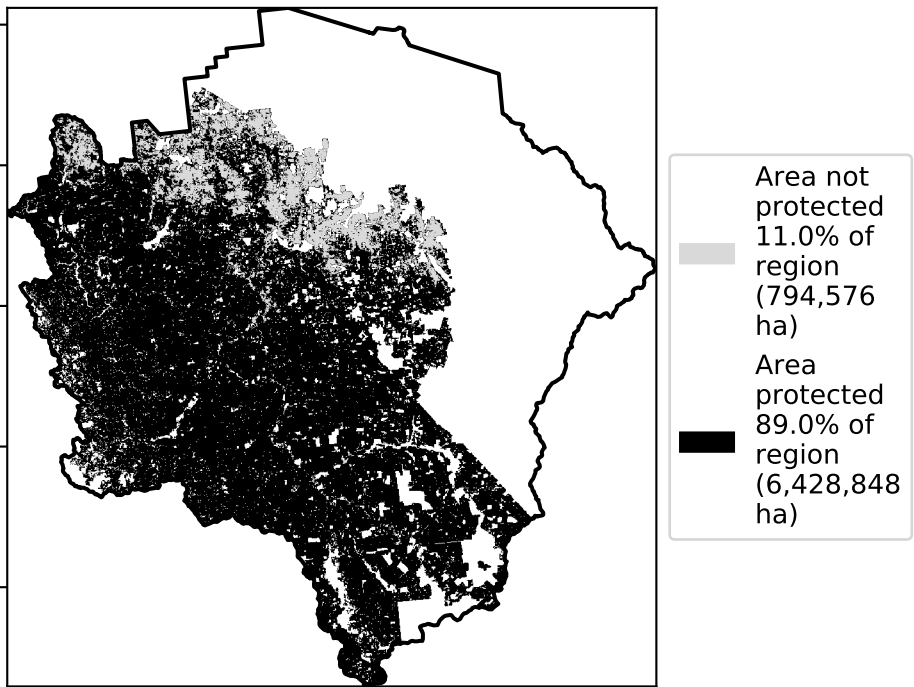 Area not
protected
11.0% of
region
(794,576
ha)
Area
protected
89.0% of
region
(6,428,848
ha)